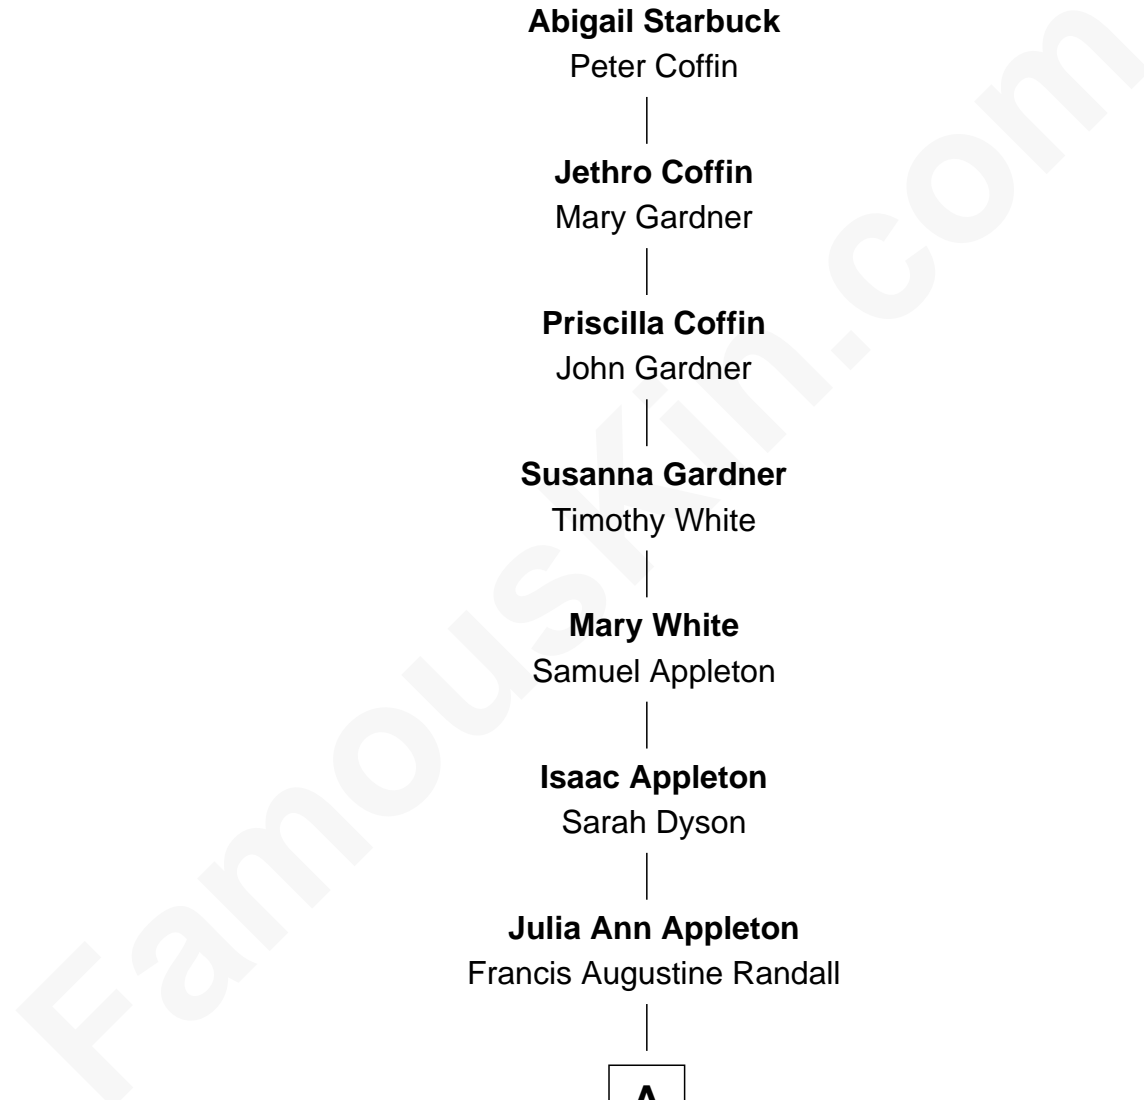 Abigail Starbuck
Peter Coffin
Jethro Coffin
Mary Gardner
Priscilla Coffin
John Gardner
Susanna Gardner
Timothy White
Mary White
Samuel Appleton
Isaac Appleton
Sarah Dyson
Julia Ann Appleton
Francis Augustine Randall
A
FamousKin.com